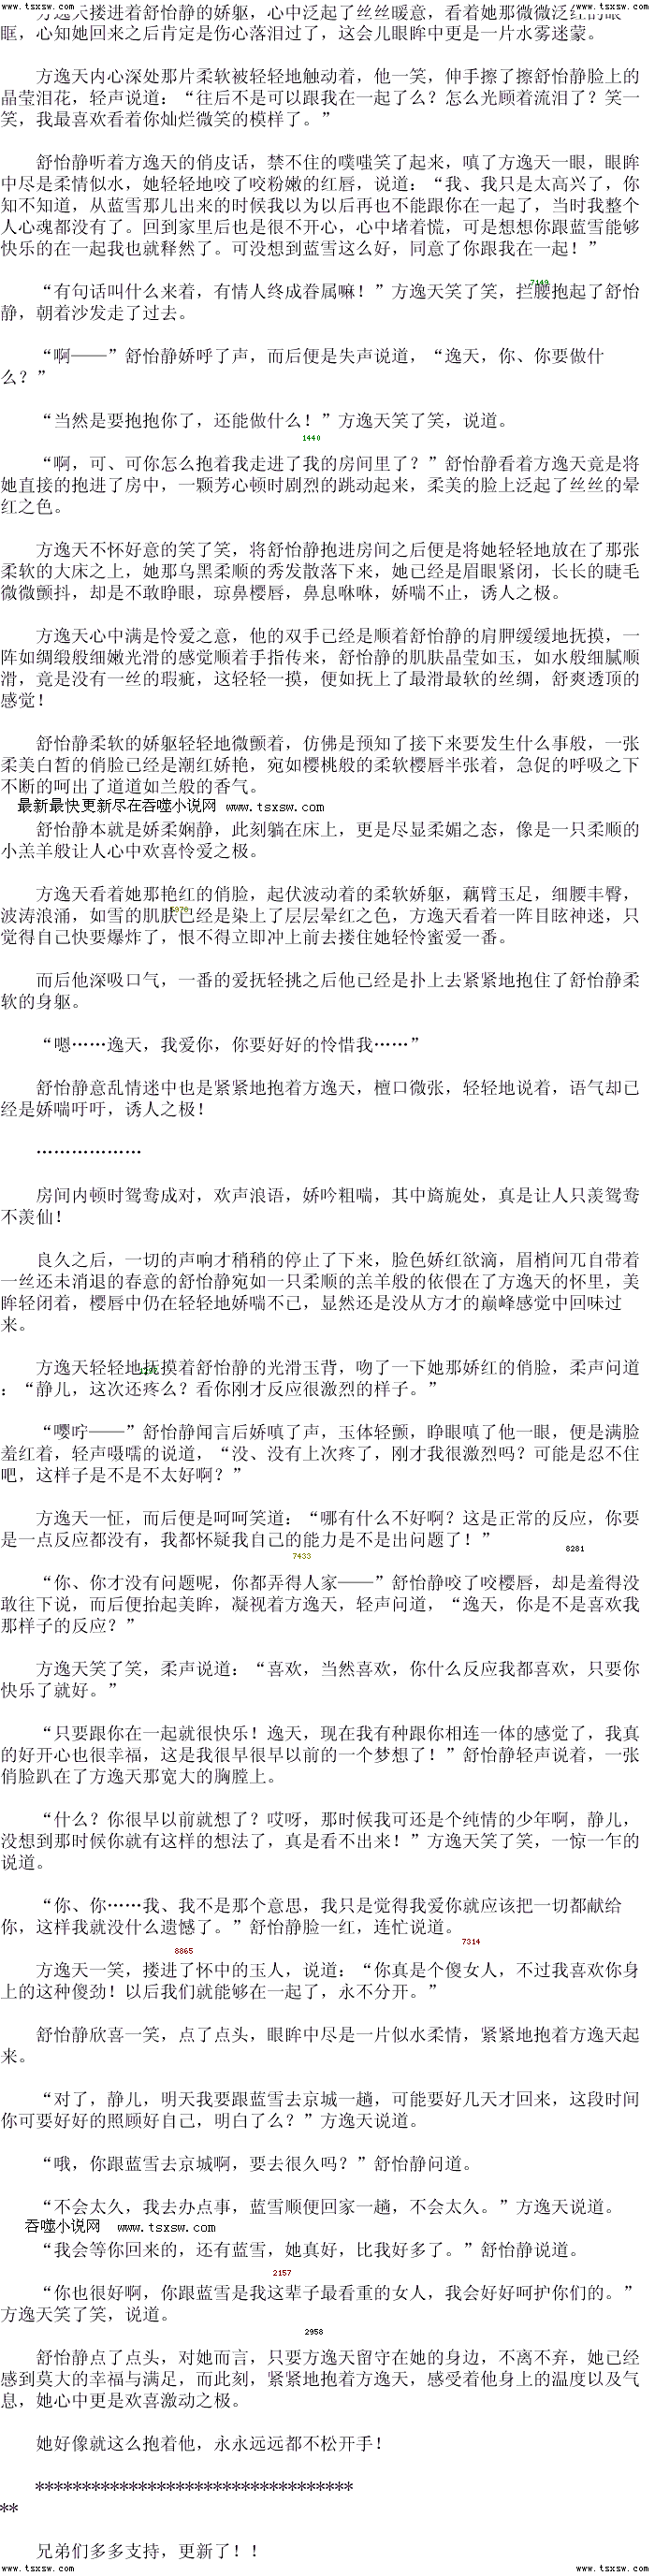 www.tsxsw.com www.tsxsw.com
方逸天搂进着舒怡静的娇躯，心中泛起了丝丝暖意，看着她那微微泛红的眼
眶，心知她回来之后肯定是伤心落泪过了，这会儿眼眸中更是一片水雾迷蒙。
方逸天内心深处那片柔软被轻轻地触动着，他一笑，伸手擦了擦舒怡静脸上的
晶莹泪花，轻声说道：“往后不是可以跟我在一起了么？怎么光顾着流泪了？笑一
笑，我最喜欢看着你灿烂微笑的模样了。”
舒怡静听着方逸天的俏皮话，禁不住的噗嗤笑了起来，嗔了方逸天一眼，眼眸
中尽是柔情似水，她轻轻地咬了咬粉嫩的红唇，说道：“我、我只是太高兴了，你
知不知道，从蓝雪那儿出来的时候我以为以后再也不能跟你在一起了，当时我整个
人心魂都没有了。回到家里后也是很不开心，心中堵着慌，可是想想你跟蓝雪能够
快乐的在一起我也就释然了。可没想到蓝雪这么好，同意了你跟我在一起！”
7149
“有句话叫什么来着，有情人终成眷属嘛！”方逸天笑了笑，拦腰抱起了舒怡
静，朝着沙发走了过去。
“啊——”舒怡静娇呼了声，而后便是失声说道，“逸天，你、你要做什
么？”
“当然是要抱抱你了，还能做什么！”方逸天笑了笑，说道。
1440
“啊，可、可你怎么抱着我走进了我的房间里了？”舒怡静看着方逸天竟是将
她直接的抱进了房中，一颗芳心顿时剧烈的跳动起来，柔美的脸上泛起了丝丝的晕
红之色。
方逸天不怀好意的笑了笑，将舒怡静抱进房间之后便是将她轻轻地放在了那张
柔软的大床之上，她那乌黑柔顺的秀发散落下来，她已经是眉眼紧闭，长长的睫毛
微微颤抖，却是不敢睁眼，琼鼻樱唇，鼻息咻咻，娇喘不止，诱人之极。
方逸天心中满是怜爱之意，他的双手已经是顺着舒怡静的肩胛缓缓地抚摸，一
阵如绸缎般细嫩光滑的感觉顺着手指传来，舒怡静的肌肤晶莹如玉，如水般细腻顺
滑，竟是没有一丝的瑕疵，这轻轻一摸，便如抚上了最滑最软的丝绸，舒爽透顶的
感觉！
舒怡静柔软的娇躯轻轻地微颤着，仿佛是预知了接下来要发生什么事般，一张
柔美白皙的俏脸已经是潮红娇艳，宛如樱桃般的柔软樱唇半张着，急促的呼吸之下
不断的呵出了道道如兰般的香气。
最新最快更新尽在吞噬小说网 www.tsxsw.com
舒怡静本就是娇柔娴静，此刻躺在床上，更是尽显柔媚之态，像是一只柔顺的
小羔羊般让人心中欢喜怜爱之极。
方逸天看着她那艳红的俏脸，起伏波动着的柔软娇躯，藕臂玉足，细腰丰臀，
波涛浪涌，如雪的肌肤已经是染上了层层晕红之色，方逸天看着一阵目眩神迷，只
觉得自己快要爆炸了，恨不得立即冲上前去搂住她轻怜蜜爱一番。
而后他深吸口气，一番的爱抚轻挑之后他已经是扑上去紧紧地抱住了舒怡静柔
软的身躯。
“嗯……逸天，我爱你，你要好好的怜惜我……”
舒怡静意乱情迷中也是紧紧地抱着方逸天，檀口微张，轻轻地说着，语气却已
经是娇喘吁吁，诱人之极！
………………
房间内顿时鸳鸯成对，欢声浪语，娇吟粗喘，其中旖旎处，真是让人只羡鸳鸯
不羡仙！
良久之后，一切的声响才稍稍的停止了下来，脸色娇红欲滴，眉梢间兀自带着
一丝还未消退的春意的舒怡静宛如一只柔顺的羔羊般的依偎在了方逸天的怀里，美
眸轻闭着，樱唇中仍在轻轻地娇喘不已，显然还是没从方才的巅峰感觉中回味过
来。
方逸天轻轻地抚摸着舒怡静的光滑玉背，吻了一下她那娇红的俏脸，柔声问道
：“静儿，这次还疼么？看你刚才反应很激烈的样子。”
“嘤咛——”舒怡静闻言后娇嗔了声，玉体轻颤，睁眼嗔了他一眼，便是满脸
羞红着，轻声嗫嚅的说道，“没、没有上次疼了，刚才我很激烈吗？可能是忍不住
吧，这样子是不是不太好啊？”
方逸天一怔，而后便是呵呵笑道：“哪有什么不好啊？这是正常的反应，你要
是一点反应都没有，我都怀疑我自己的能力是不是出问题了！”
8281
7433
“你、你才没有问题呢，你都弄得人家——”舒怡静咬了咬樱唇，却是羞得没
敢往下说，而后便抬起美眸，凝视着方逸天，轻声问道，“逸天，你是不是喜欢我
那样子的反应？”
方逸天笑了笑，柔声说道：“喜欢，当然喜欢，你什么反应我都喜欢，只要你
快乐了就好。”
“只要跟你在一起就很快乐！逸天，现在我有种跟你相连一体的感觉了，我真
的好开心也很幸福，这是我很早很早以前的一个梦想了！”舒怡静轻声说着，一张
俏脸趴在了方逸天那宽大的胸膛上。
“什么？你很早以前就想了？哎呀，那时候我可还是个纯情的少年啊，静儿，
没想到那时候你就有这样的想法了，真是看不出来！”方逸天笑了笑，一惊一乍的
说道。
“你、你……我、我不是那个意思，我只是觉得我爱你就应该把一切都献给
你，这样我就没什么遗憾了。”舒怡静脸一红，连忙说道。
7314
8865
方逸天一笑，搂进了怀中的玉人，说道：“你真是个傻女人，不过我喜欢你身
上的这种傻劲！以后我们就能够在一起了，永不分开。”
舒怡静欣喜一笑，点了点头，眼眸中尽是一片似水柔情，紧紧地抱着方逸天起
来。
“对了，静儿，明天我要跟蓝雪去京城一趟，可能要好几天才回来，这段时间
你可要好好的照顾好自己，明白了么？”方逸天说道。
“哦，你跟蓝雪去京城啊，要去很久吗？”舒怡静问道。
“不会太久，我去办点事，蓝雪顺便回家一趟，不会太久。”方逸天说道。
吞噬小说网 www.tsxsw.com
“我会等你回来的，还有蓝雪，她真好，比我好多了。”舒怡静说道。
2157
“你也很好啊，你跟蓝雪是我这辈子最看重的女人，我会好好呵护你们的。”
方逸天笑了笑，说道。
2958
舒怡静点了点头，对她而言，只要方逸天留守在她的身边，不离不弃，她已经
感到莫大的幸福与满足，而此刻，紧紧地抱着方逸天，感受着他身上的温度以及气
息，她心中更是欢喜激动之极。
她好像就这么抱着他，永永远远都不松开手！
***********************************
**
兄弟们多多支持，更新了！！
www.tsxsw.com www.tsxsw.com